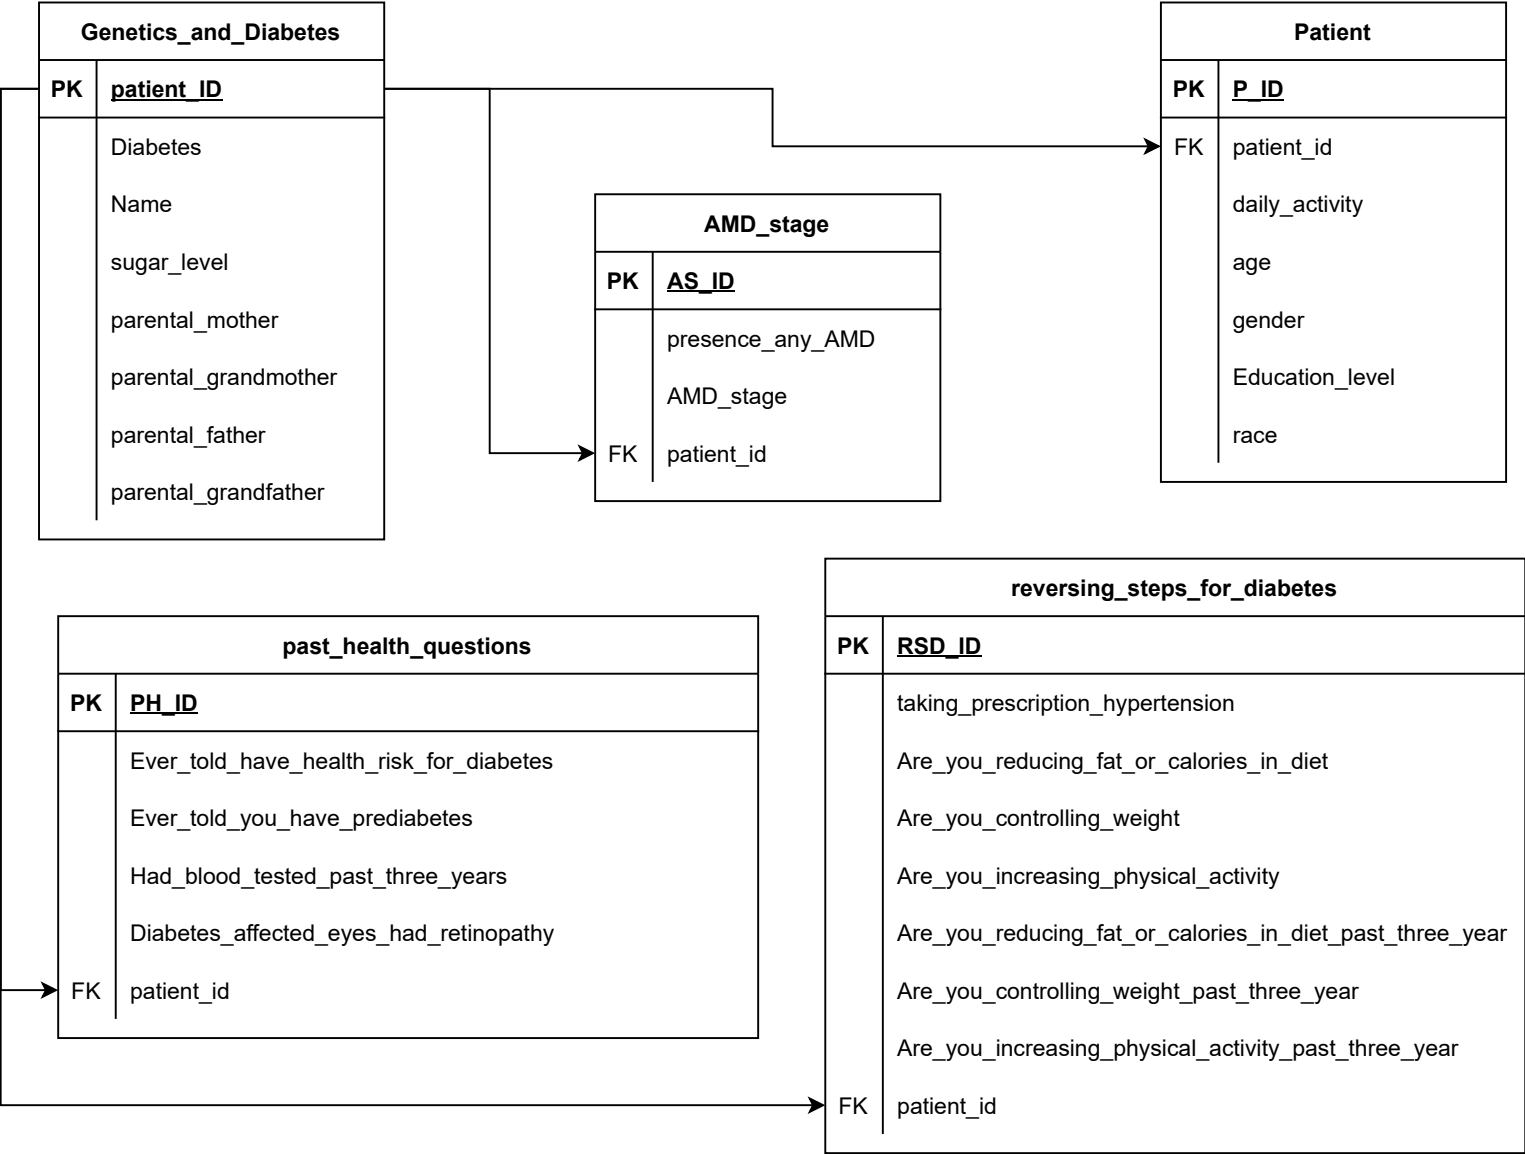 Genetics_and_Diabetes
PK patient_ID
Diabetes
Name
sugar_level
parental_mother
parental_grandmother
parental_father
parental_grandfather
Patient
PK P_ID
FK patient_id
daily_activity
age
gender
Education_level
race
AMD_stage
PK AS_ID
presence_any_AMD
AMD_stage
FK patient_id
past_health_questions
PK PH_ID
Ever_told_have_health_risk_for_diabetes
Ever_told_you_have_prediabetes
Had_blood_tested_past_three_years
Diabetes_affected_eyes_had_retinopathy
FK patient_id
reversing_steps_for_diabetes
PK RSD_ID
taking_prescription_hypertension
Are_you_reducing_fat_or_calories_in_diet
Are_you_controlling_weight
Are_you_increasing_physical_activity
Are_you_reducing_fat_or_calories_in_diet_past_three_year
Are_you_controlling_weight_past_three_year
Are_you_increasing_physical_activity_past_three_year
FK patient_id